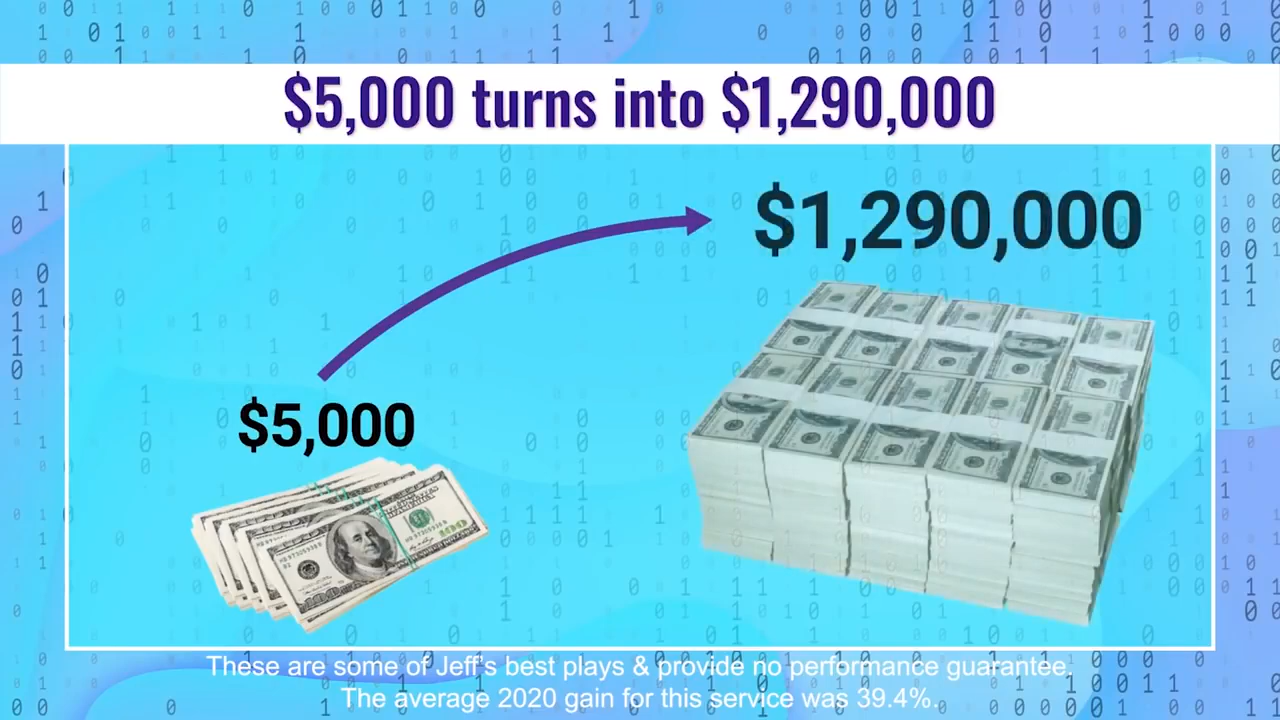 $5,000 turns into $1,290,000
$1,290,000
$5,000
These are some of Jeff's best plays & provide no performance guarantee.
The average 2020 gain for this service was 39.4%.